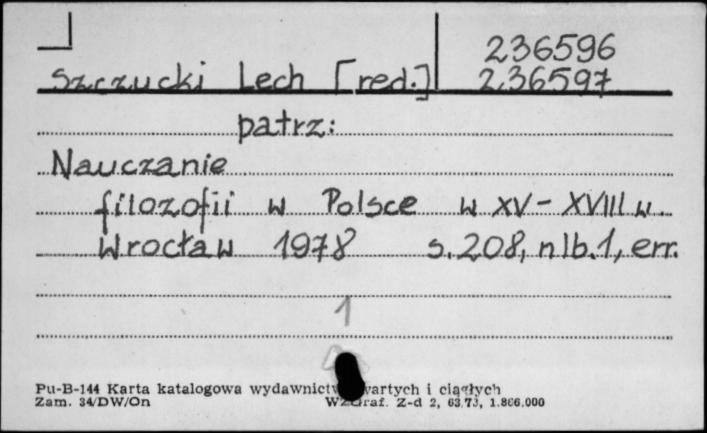 236596
Szczucki Lech [red.] 236597
patrz:
Nauczanie
filozofii w Polsce w XV-XVIII w.
Wrocław 1978 s. 208, nlb. 1, err.
1
Pu-B-144 Karta katalogowa wydawnictw zwartych i ciągłych
Zam. 34/DW/On Z-d 2, 63.73, 1.866.000